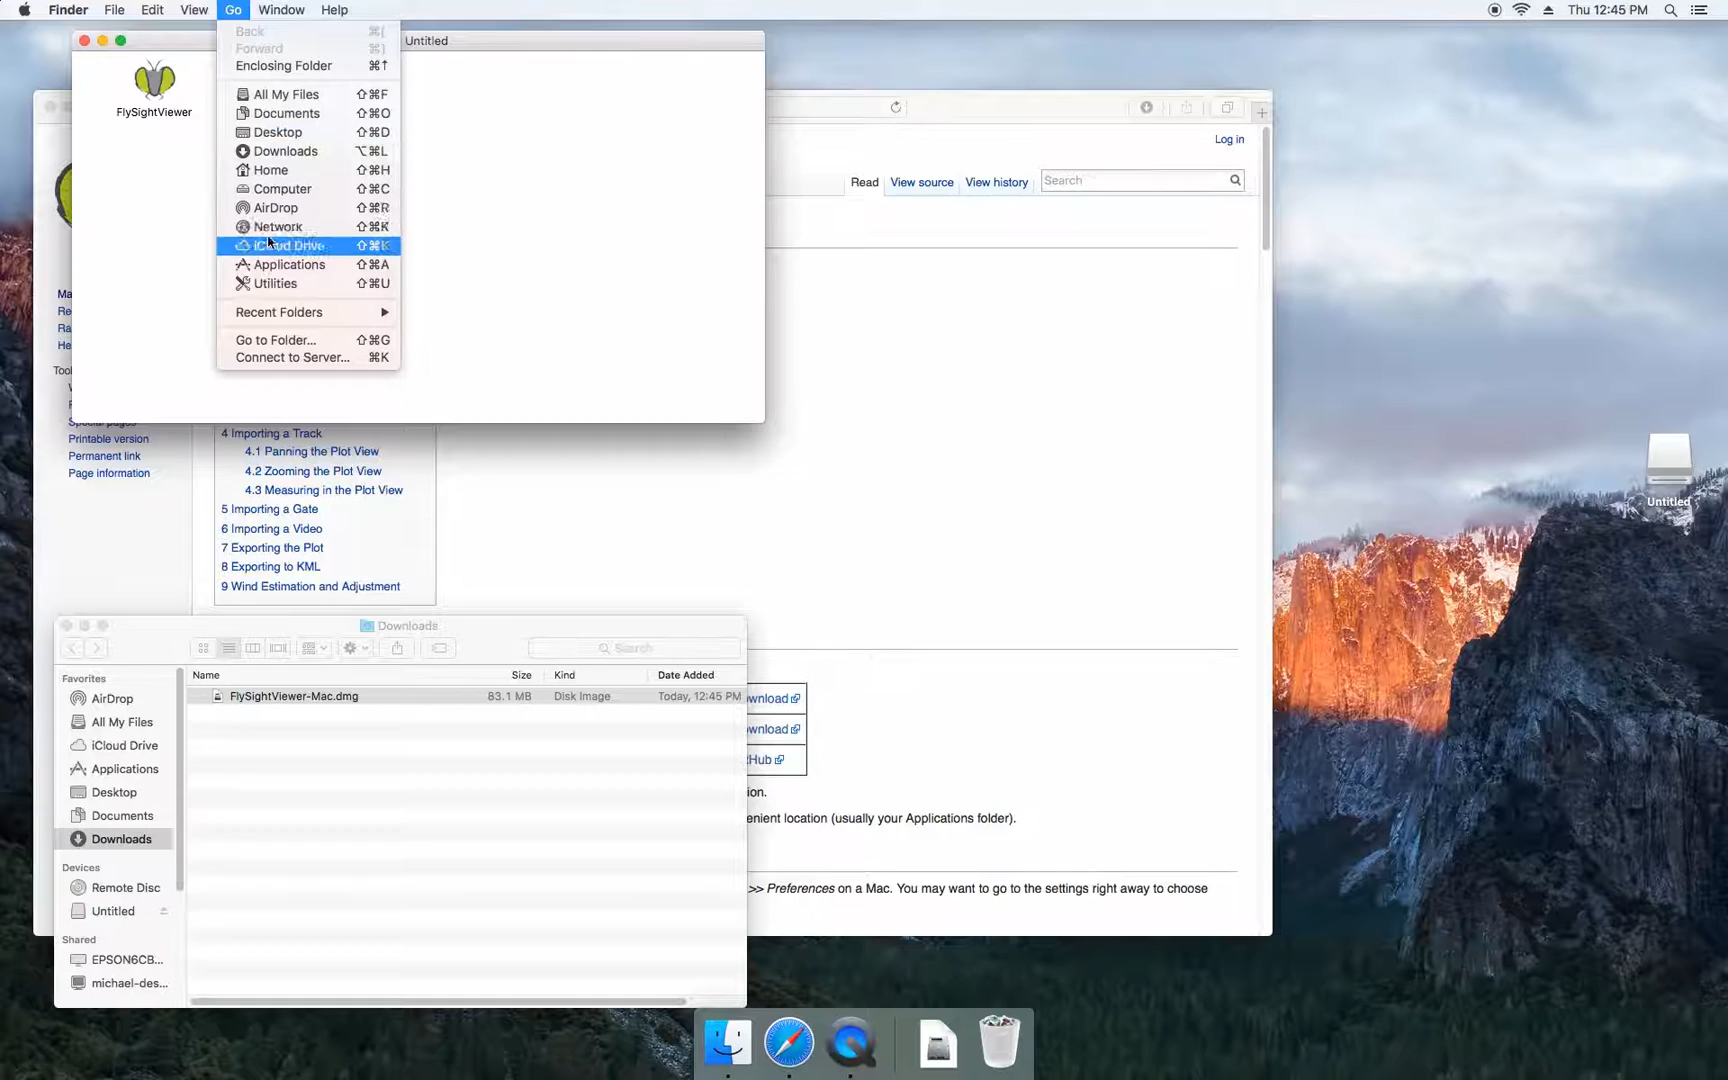 Finder File Edit View Go Window Help Thu 12:45 PM
Untitled
FlySightViewer
Back ⌘[
Forward ⌘]
Enclosing Folder ⌘↑
All My Files ⇧⌘F
Documents ⇧⌘O
Desktop ⇧⌘D
Downloads ⌥⌘L
Home ⇧⌘H
Computer ⇧⌘C
AirDrop ⇧⌘R
Network ⇧⌘K
iCloud Drive
Applications ⇧⌘A
Utilities ⇧⌘U
Recent Folders ▶
Go to Folder... ⇧⌘G
Connect to Server... ⌘K
Log in
Read View source View history Search
Ma
Re
Ra
He
Too
Special pages
Printable version
Permanent link
Page information
4 Importing a Track
4.1 Panning the Plot View
4.2 Zooming the Plot View
4.3 Measuring in the Plot View
5 Importing a Gate
6 Importing a Video
7 Exporting the Plot
8 Exporting to KML
9 Wind Estimation and Adjustment
Untitled
Downloads
Search
Favorites
AirDrop
All My Files
iCloud Drive
Applications
Desktop
Documents
Downloads
Devices
Remote Disc
Untitled
Shared
EPSON6CB...
michael-des...
Name Size Kind Date Added
FlySightViewer-Mac.dmg 83.1 MB Disk Image Today, 12:45 PM
wnload
wnload
tHub
ion.
enient location (usually your Applications folder).
>> Preferences on a Mac. You may want to go to the settings right away to choose